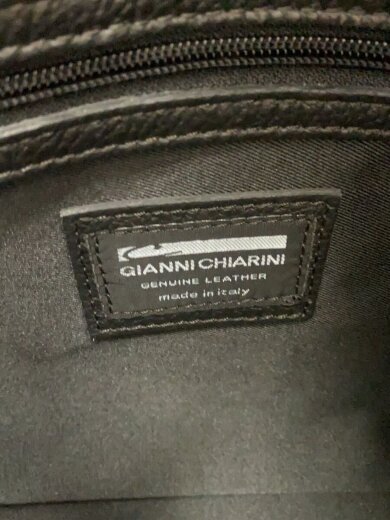 GIANNI CHIARINI
GENUINE LEATHER
made in italy